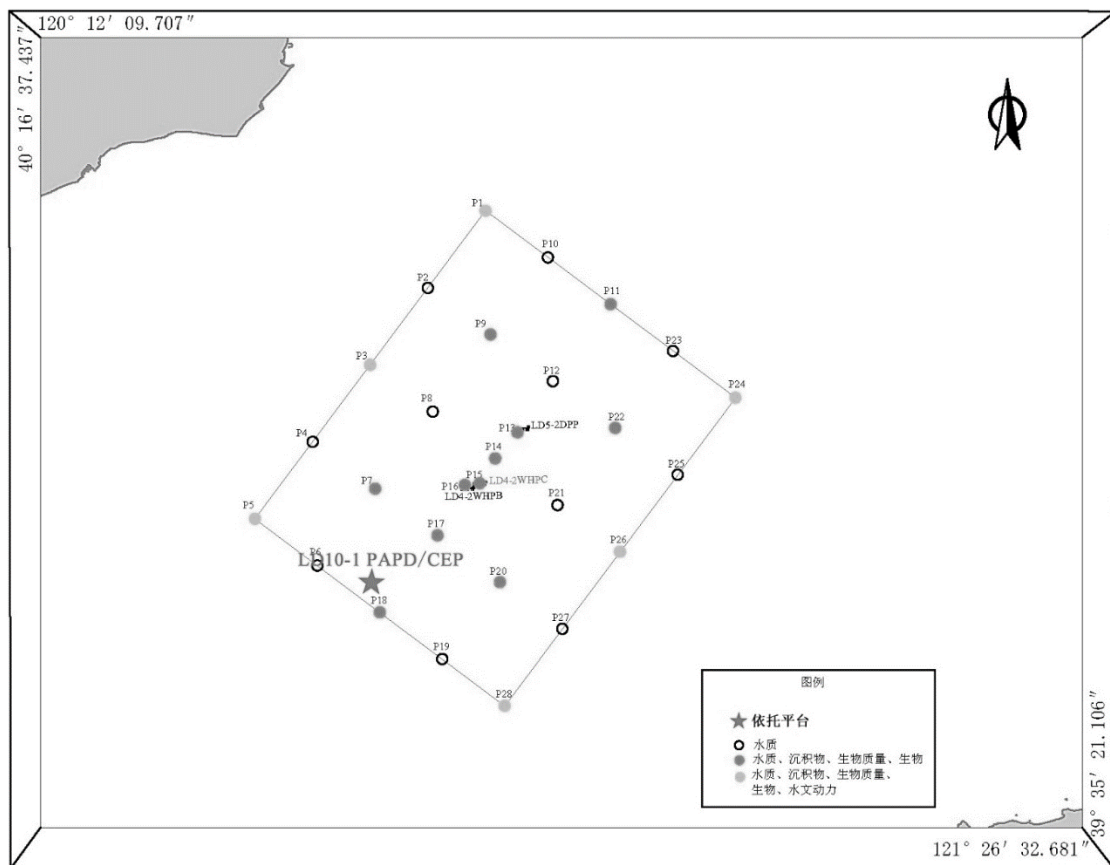 120° 12′ 09.707″
40° 16′ 37.437″
P1
P10
P2
P11
P9
P23
P3
P12
P24
P8
P22
P13
LD5-2DPP
P4
P14
P25
P7
P16
P15
LD4-2WHPC
LD4-2WHPB
P21
P5
P17
P26
P6
LD10-1 PAPD/CEP
P20
P18
P27
P19
P28
图例
依托平台
水质
水质、沉积物、生物质量、生物
水质、沉积物、生物质量、
生物、水文动力
39° 35′ 21.106″
121° 26′ 32.681″